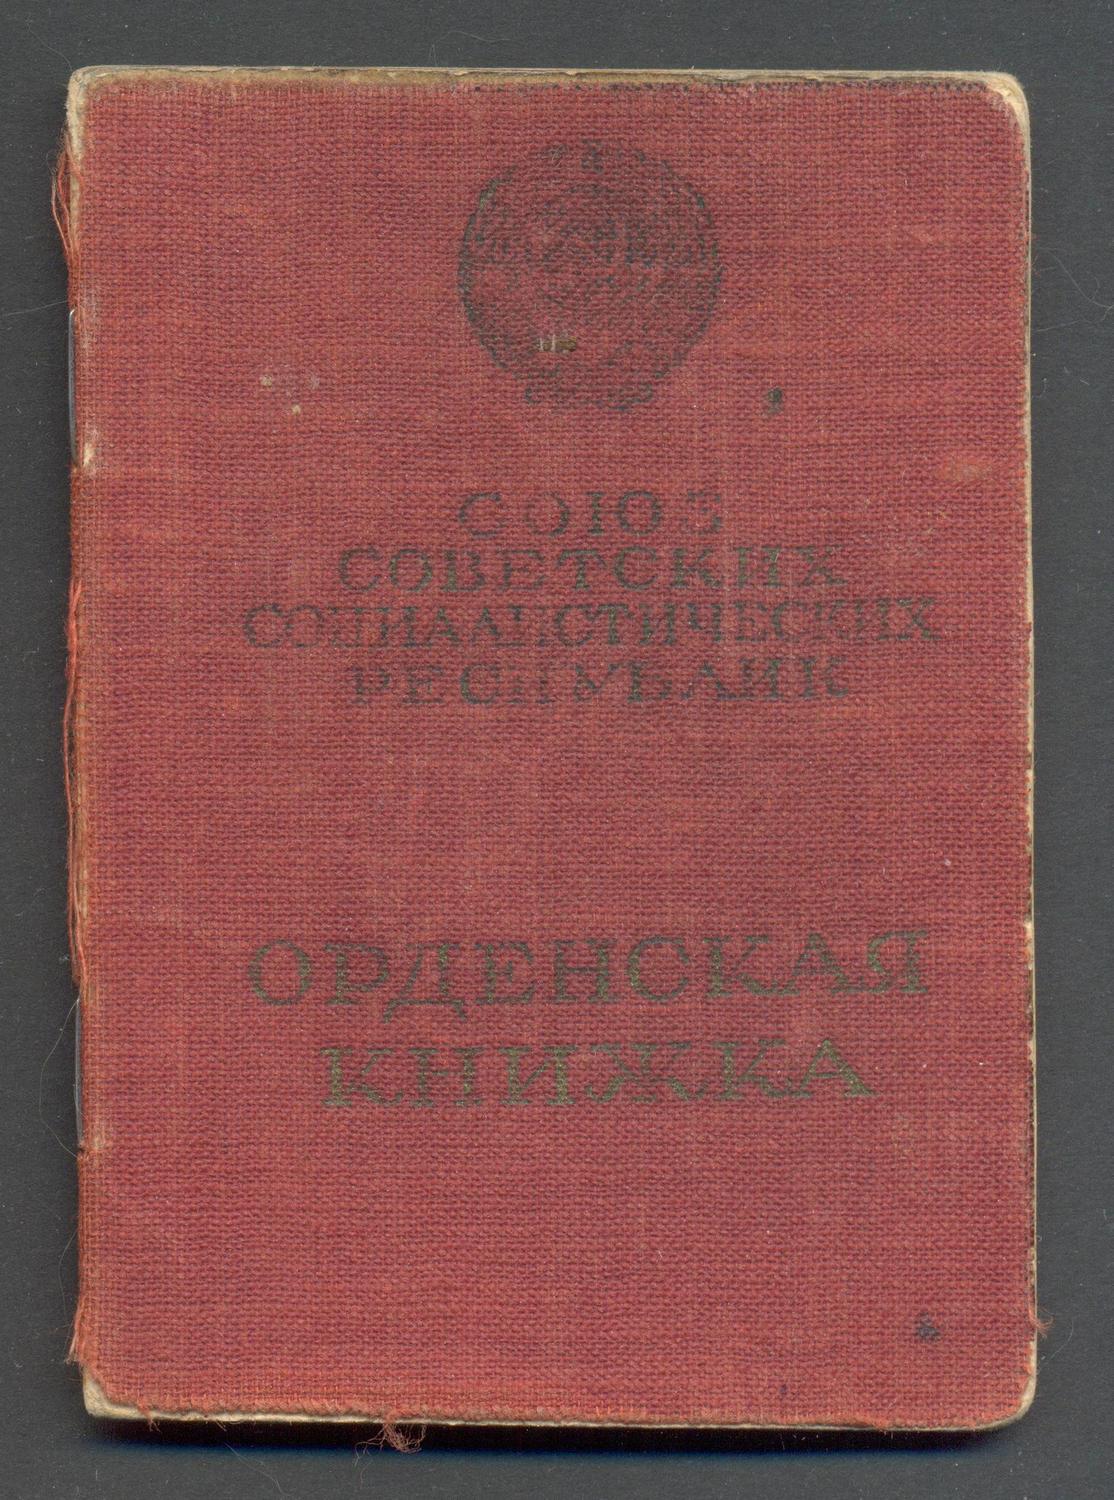 СОЮЗ
СОВЕТСКИХ
СОЦИАЛИСТИЧЕСКИХ
РЕСПУБЛИК
ОРДЕНСКАЯ
КНИЖКА